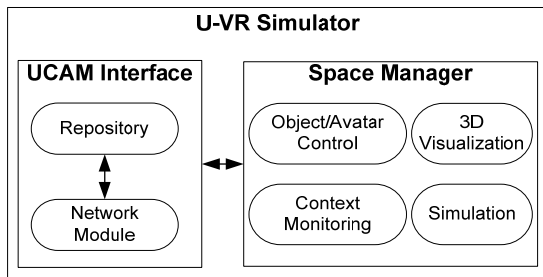 U-VR Simulator
UCAM Interface
Repository
Network
Module
Space Manager
Object/Avatar
Control
3D
Visualization
Context
Monitoring
Simulation